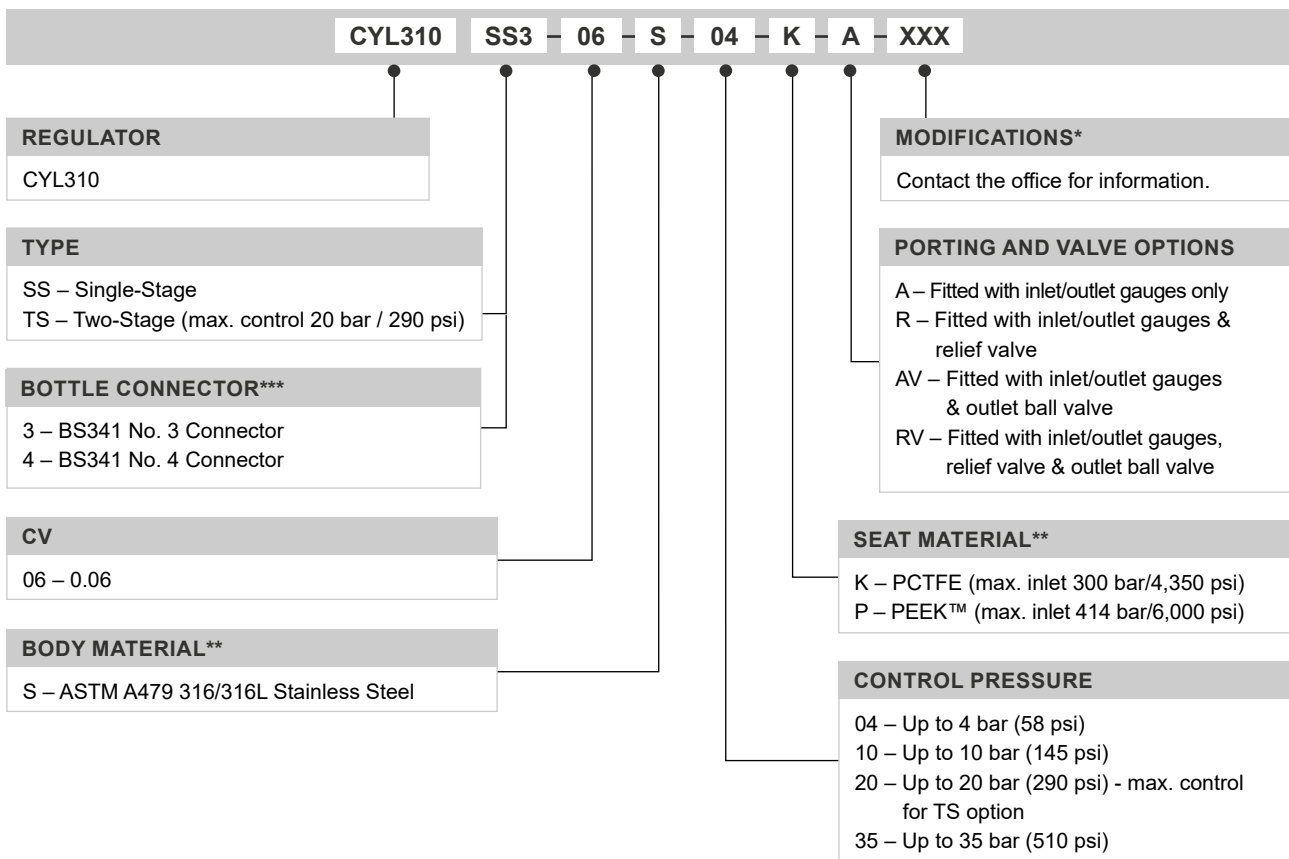 CYL310 SS3 – 06 – S – 04 – K – A – XXX
REGULATOR
CYL310
TYPE
SS – Single-Stage
TS – Two-Stage (max. control 20 bar / 290 psi)
BOTTLE CONNECTOR***
3 – BS341 No. 3 Connector
4 – BS341 No. 4 Connector
CV
06 – 0.06
BODY MATERIAL**
S – ASTM A479 316/316L Stainless Steel
MODIFICATIONS*
Contact the office for information.
PORTING AND VALVE OPTIONS
A – Fitted with inlet/outlet gauges only
R – Fitted with inlet/outlet gauges &
relief valve
AV – Fitted with inlet/outlet gauges
& outlet ball valve
RV – Fitted with inlet/outlet gauges,
relief valve & outlet ball valve
SEAT MATERIAL**
K – PCTFE (max. inlet 300 bar/4,350 psi)
P – PEEK™ (max. inlet 414 bar/6,000 psi)
CONTROL PRESSURE
04 – Up to 4 bar (58 psi)
10 – Up to 10 bar (145 psi)
20 – Up to 20 bar (290 psi) - max. control
for TS option
35 – Up to 35 bar (510 psi)